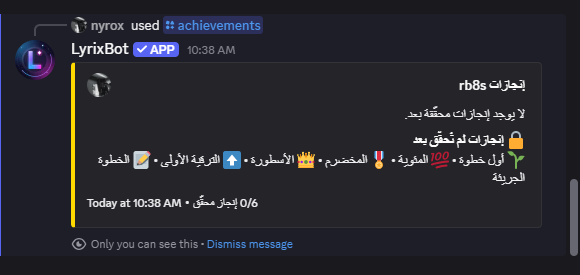 nyrox used achievements
LyrixBot ✓ APP 10:38 AM
إنجازات rb8s
لا يوجد إنجازات محقّقة بعد.
🔒 إنجازات لم تُحقّق بعد
🌱 أول خطوة • 💯 المئوية • 🎖️ المخضرم • 👑 الأسطورة • ⬆️ الترقية الأولى • 📝 الخطوة
الجريئة
0/6 إنجاز محقّق • Today at 10:38 AM
Only you can see this • Dismiss message